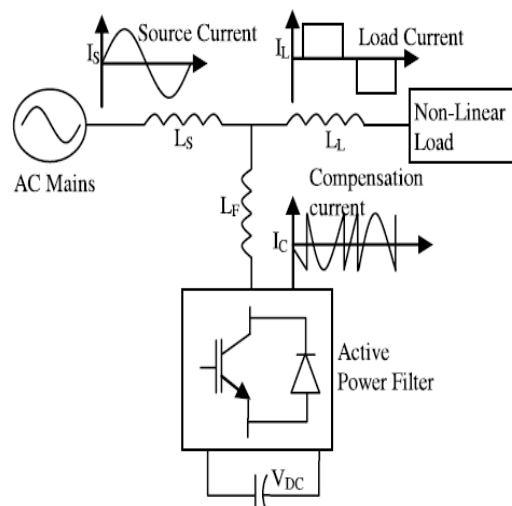 I_S
Source Current
I_L
Load Current
L_S
L_L
Non-Linear
Load
AC Mains
L_F
Compensation
current
I_C
Active
Power Filter
V_DC